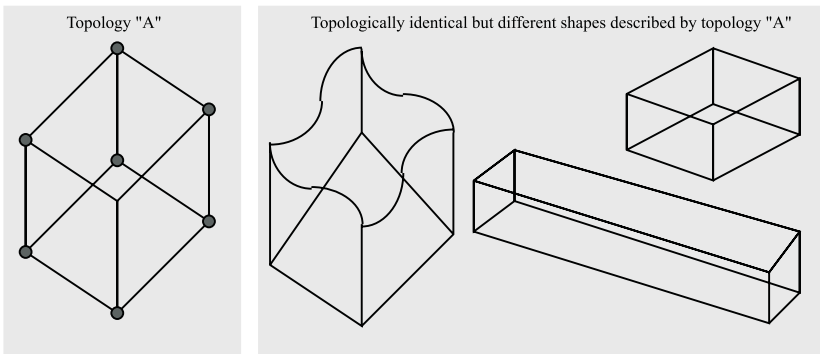 Topology "A"
Topologically identical but different shapes described by topology "A"